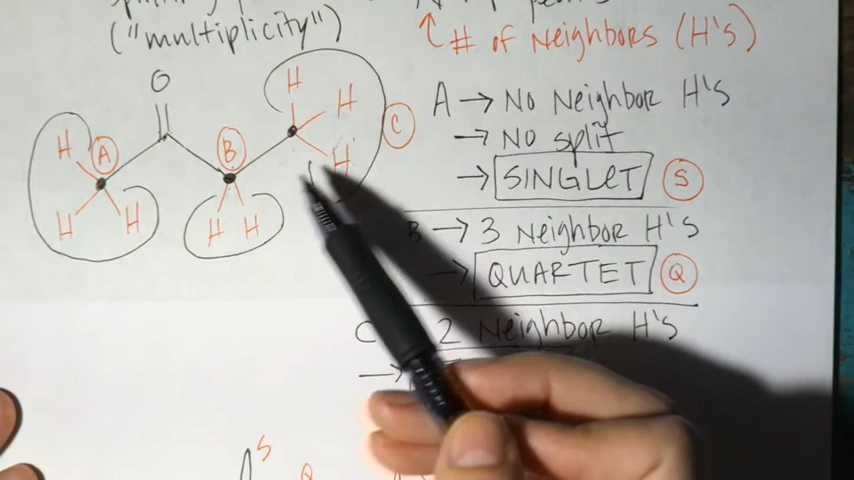 ("multiplicity")
# of Neighbors (H's)
O
H
H
H
A
B
H
H
H
H
H
C
A → No Neighbor H's
→ No split
→ SINGLET S
B → 3 Neighbor H's
→ QUARTET Q
C 2 Neighbor H's
→
S
Q